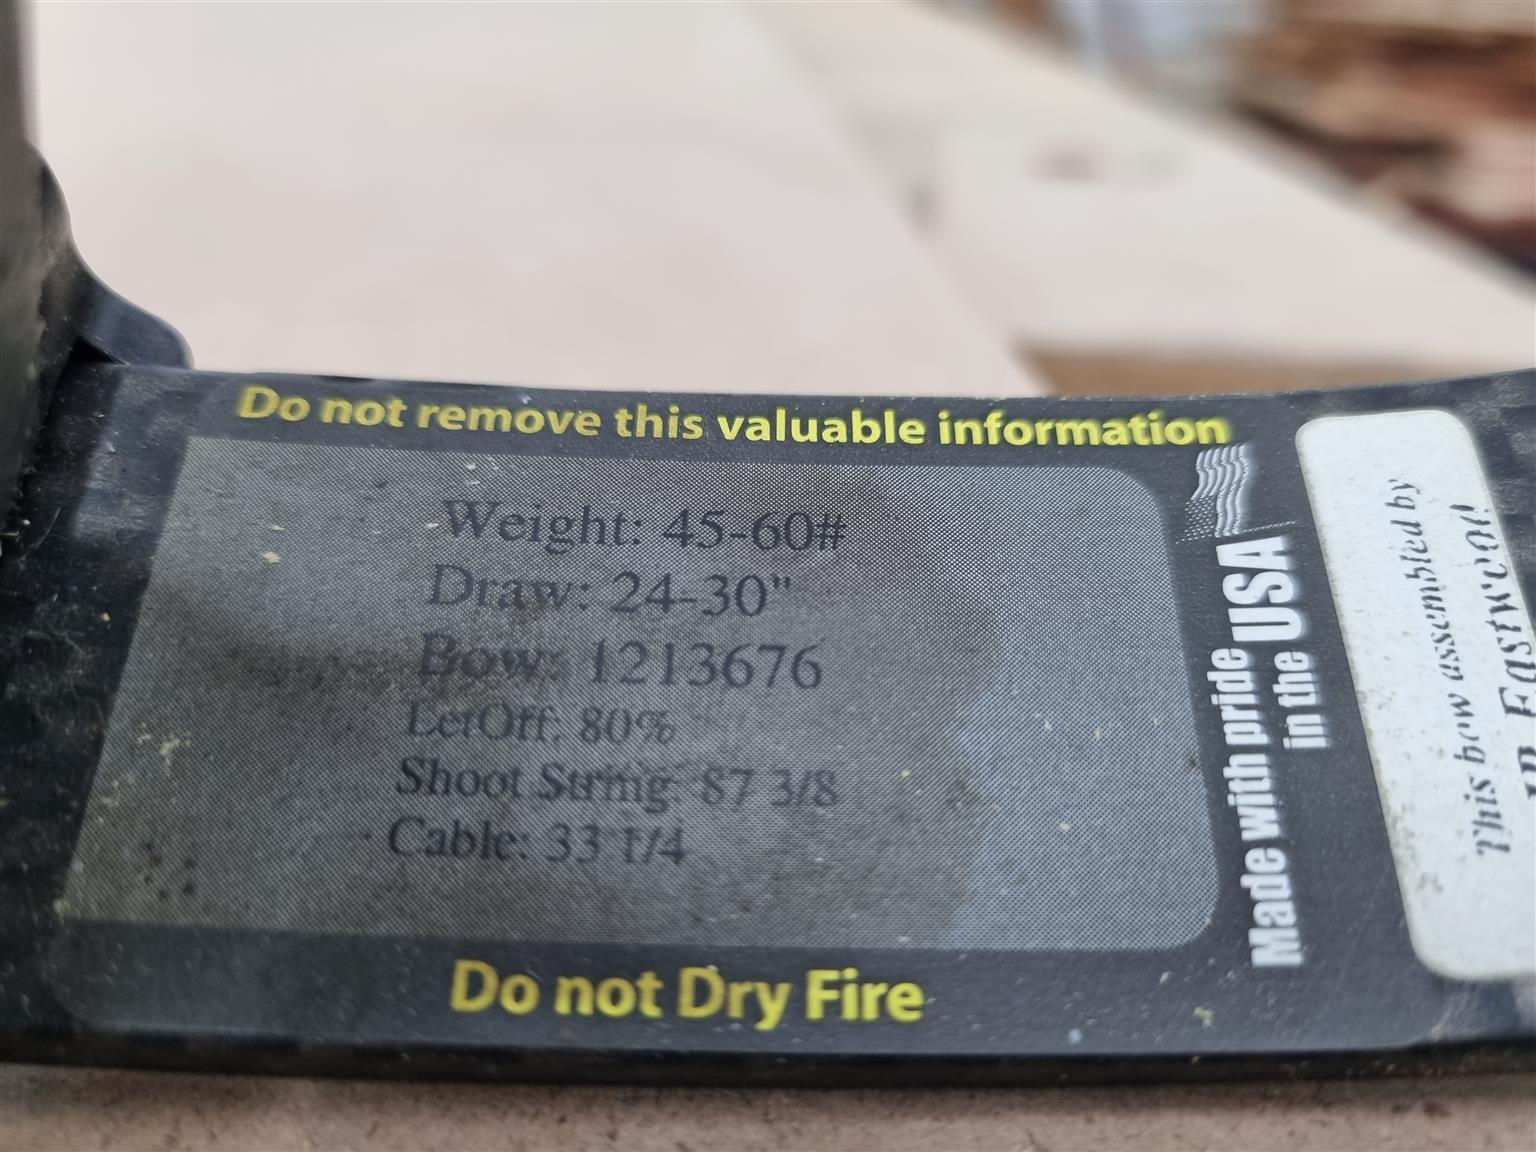 Do not remove this valuable information
Weight: 45-60#
Draw: 24-30"
Bow: 1213676
LetOff: 80%
Shoot String: 87 3/8
Cable: 33 1/4
Do not Dry Fire
Made with pride
in the USA
This bow assembled by
Eastwood